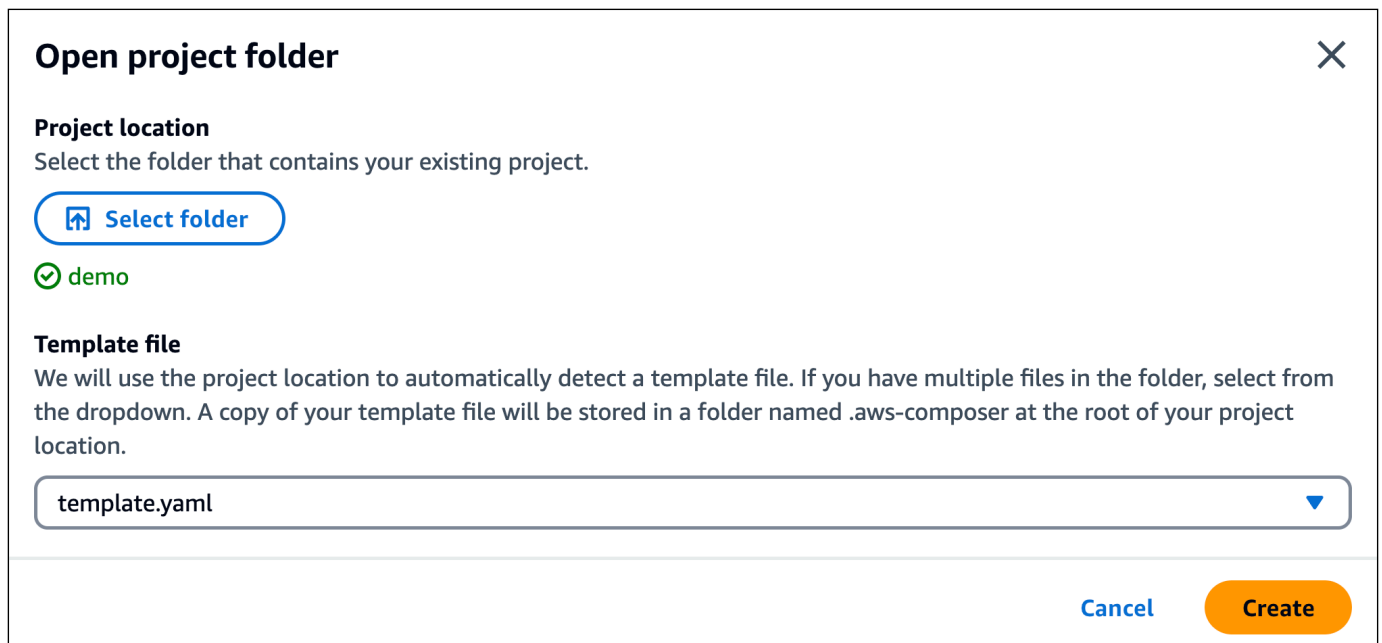 Open project folder
Project location
Select the folder that contains your existing project.
Select folder
demo
Template file
We will use the project location to automatically detect a template file. If you have multiple files in the folder, select from
the dropdown. A copy of your template file will be stored in a folder named .aws-composer at the root of your project
location.
template.yaml
Cancel Create